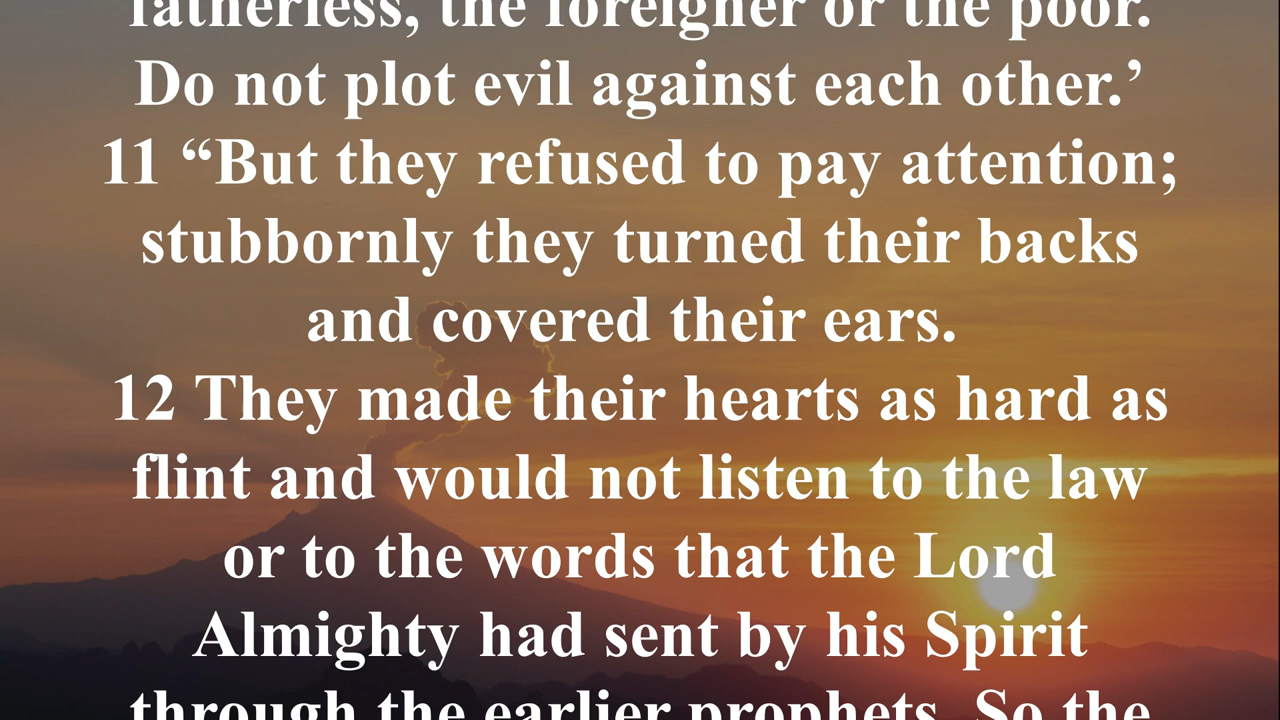 fatherless, the foreigner or the poor.
Do not plot evil against each other.’
11 “But they refused to pay attention;
stubbornly they turned their backs
and covered their ears.
12 They made their hearts as hard as
flint and would not listen to the law
or to the words that the Lord
Almighty had sent by his Spirit
through the earlier prophets. So the